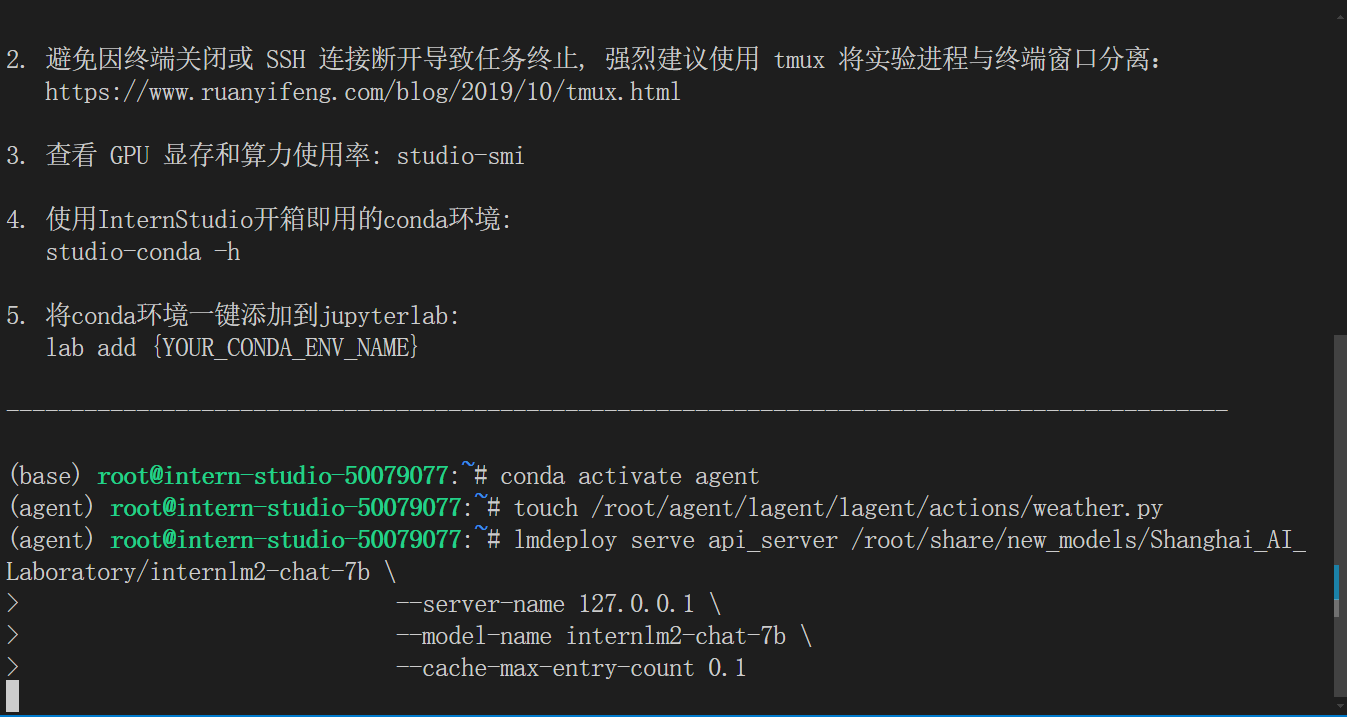 2. 避免因终端关闭或 SSH 连接断开导致任务终止, 强烈建议使用 tmux 将实验进程与终端窗口分离:
https://www.ruanyifeng.com/blog/2019/10/tmux.html
3. 查看 GPU 显存和算力使用率: studio-smi
4. 使用InternStudio开箱即用的conda环境:
studio-conda -h
5. 将conda环境一键添加到jupyterlab:
lab add {YOUR_CONDA_ENV_NAME}
----------------------------------------------------------------------------------------------
(base) root@intern-studio-50079077:~# conda activate agent
(agent) root@intern-studio-50079077:~# touch /root/agent/lagent/lagent/actions/weather.py
(agent) root@intern-studio-50079077:~# lmdeploy serve api_server /root/share/new_models/Shanghai_AI_
Laboratory/internlm2-chat-7b \
> --server-name 127.0.0.1 \
> --model-name internlm2-chat-7b \
> --cache-max-entry-count 0.1